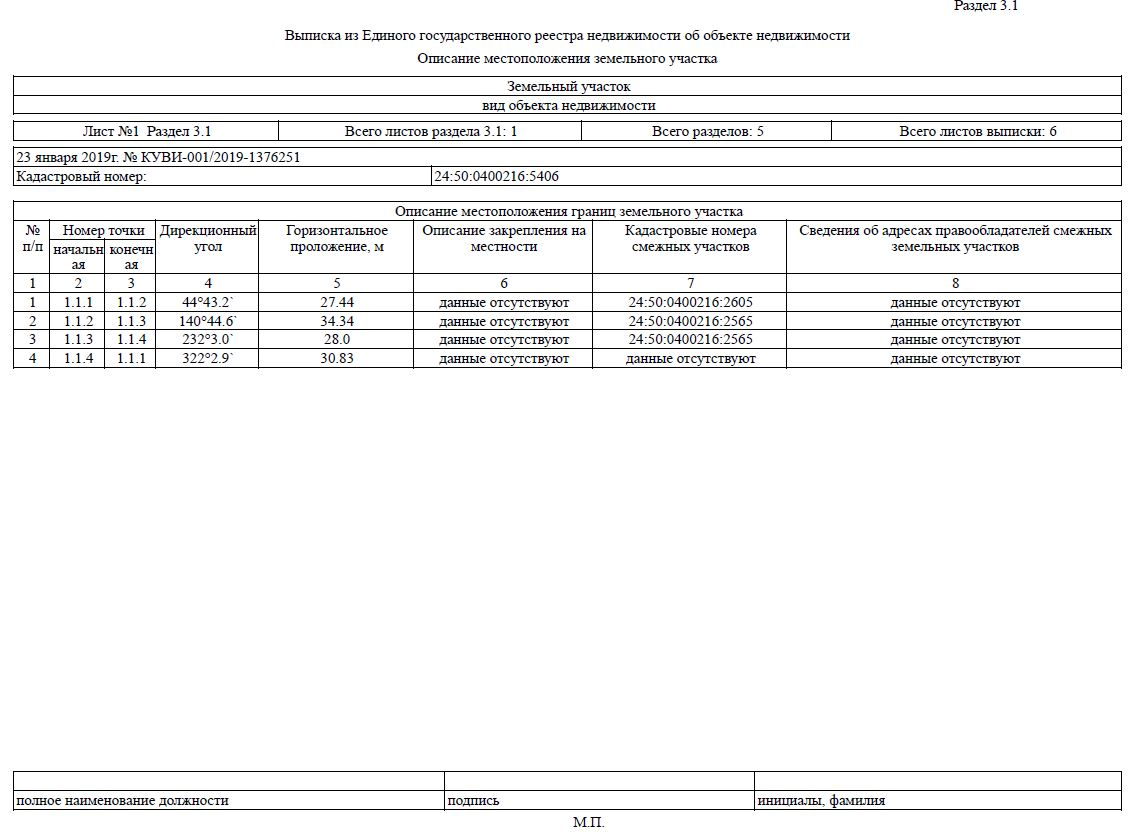 Раздел 3.1
Выписка из Единого государственного реестра недвижимости об объекте недвижимости
Описание местоположения земельного участка
Земельный участок
вид объекта недвижимости
Лист №1 Раздел 3.1 Всего листов раздела 3.1: 1 Всего разделов: 5 Всего листов выписки: 6
23 января 2019г. № КУВИ-001/2019-1376251
Кадастровый номер: 24:50:0400216:5406
Описание местоположения границ земельного участка
№ Номер точки Дирекционный Горизонтальное Описание закрепления на Кадастровые номера Сведения об адресах правообладателей смежных
п/п начальн конечн угол проложение, м местности смежных участков земельных участков
ая ая
1 2 3 4 5 6 7 8
1 1.1.1 1.1.2 44°43.2` 27.44 данные отсутствуют 24:50:0400216:2605 данные отсутствуют
2 1.1.2 1.1.3 140°44.6` 34.34 данные отсутствуют 24:50:0400216:2565 данные отсутствуют
3 1.1.3 1.1.4 232°3.0` 28.0 данные отсутствуют 24:50:0400216:2565 данные отсутствуют
4 1.1.4 1.1.1 322°2.9` 30.83 данные отсутствуют данные отсутствуют данные отсутствуют
полное наименование должности подпись инициалы, фамилия
М.П.